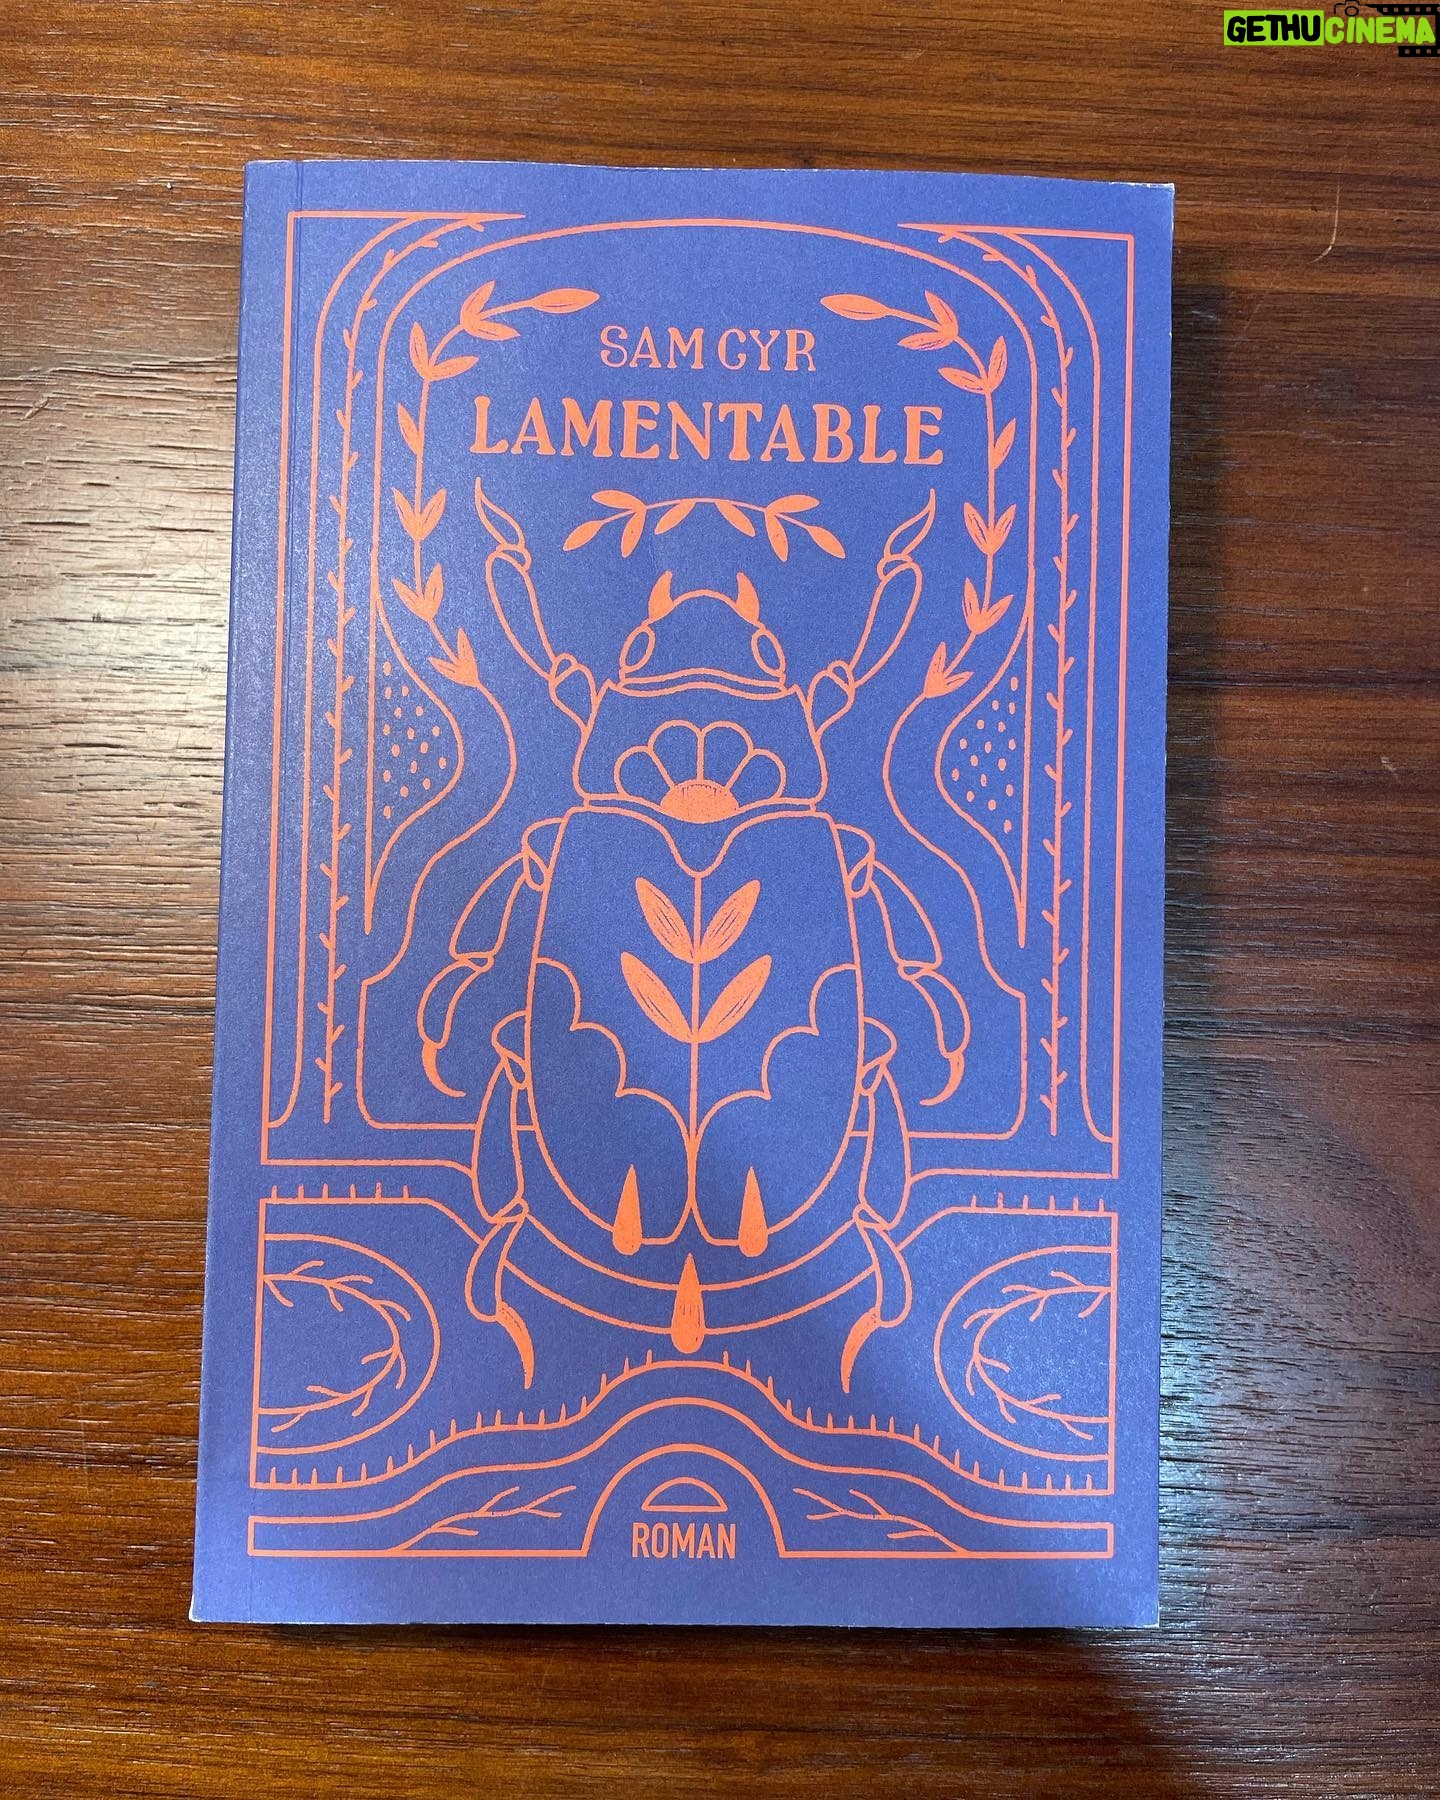 GETHUCINEMA
SAM CYR
LAMENTABLE
ROMAN